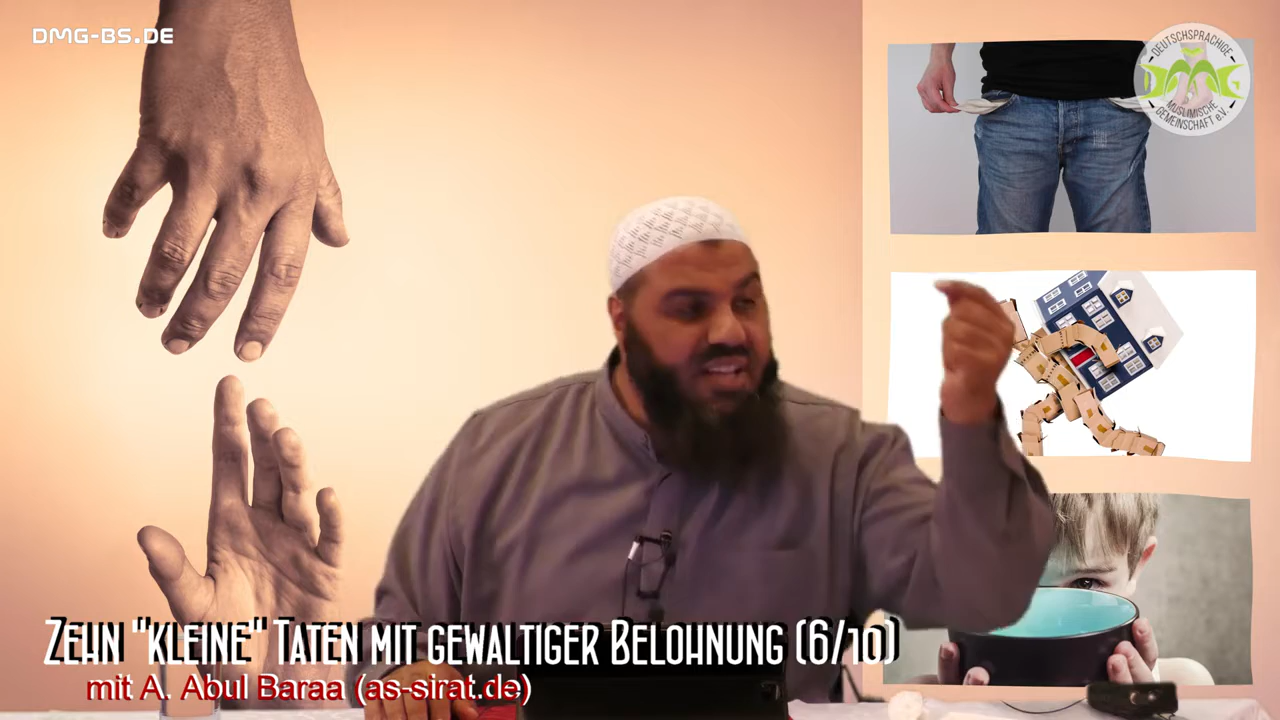 DMG-BS.DE
DEUTSCHSPRACHIGE
DMG
MUSLIMISCHE
GEMEINSCHAFT e.V.
ZEHN "KLEINE" TATEN MIT GEWALTIGER BELOHNUNG (6/10)
mit A. Abul Baraa (as-sirat.de)